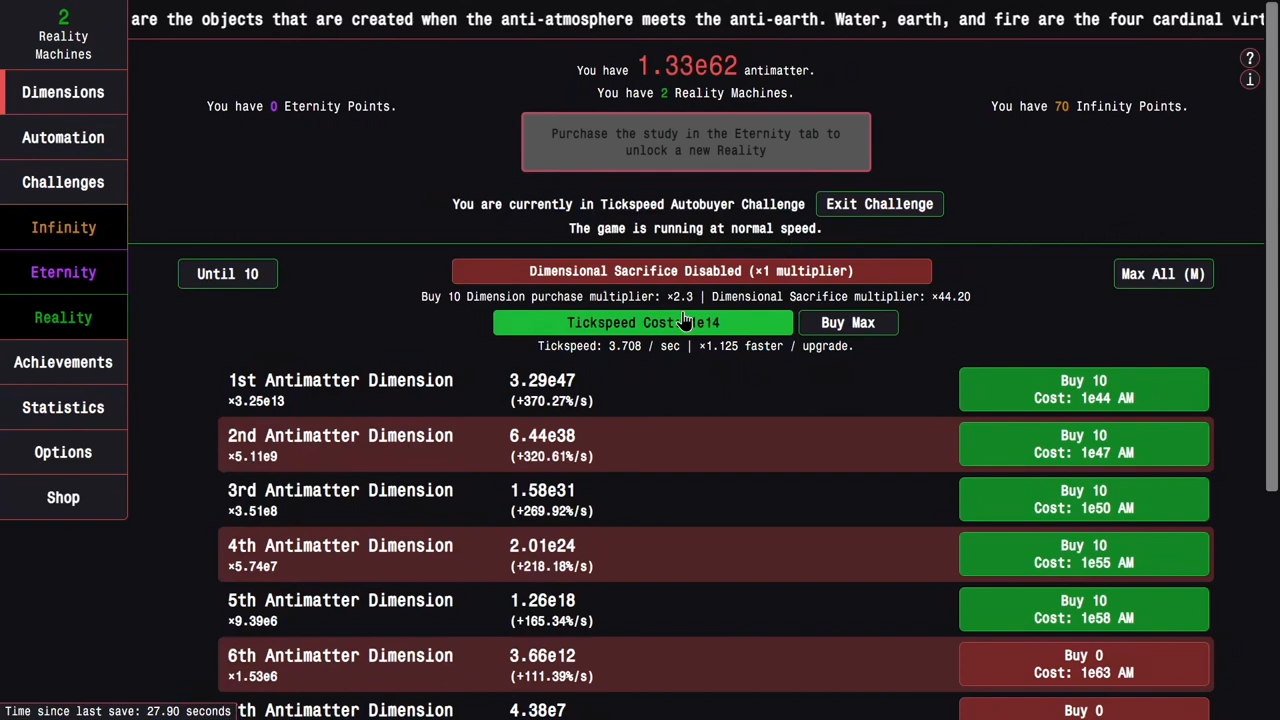 2
Reality
Machines
are the objects that are created when the anti-atmosphere meets the anti-earth. Water, earth, and fire are the four cardinal
You have 1.33e62 antimatter.
You have 2 Reality Machines.
You have 0 Eternity Points.
You have 70 Infinity Points.
?
i
Purchase the study in the Eternity tab to
unlock a new Reality
You are currently in Tickspeed Autobuyer Challenge
Exit Challenge
The game is running at normal speed.
Dimensions
Automation
Challenges
Infinity
Eternity
Reality
Achievements
Statistics
Options
Shop
Until 10
Dimensional Sacrifice Disabled (×1 multiplier)
Max All (M)
Buy 10 Dimension purchase multiplier: ×2.3 | Dimensional Sacrifice multiplier: ×44.20
Tickspeed Cost: e14
Buy Max
Tickspeed: 3.708 / sec | ×1.125 faster / upgrade.
1st Antimatter Dimension
×3.25e13
3.29e47
(+370.27%/s)
Buy 10
Cost: 1e44 AM
2nd Antimatter Dimension
×5.11e9
6.44e38
(+320.61%/s)
Buy 10
Cost: 1e47 AM
3rd Antimatter Dimension
×3.51e8
1.58e31
(+269.92%/s)
Buy 10
Cost: 1e50 AM
4th Antimatter Dimension
×5.74e7
2.01e24
(+218.18%/s)
Buy 10
Cost: 1e55 AM
5th Antimatter Dimension
×9.39e6
1.26e18
(+165.34%/s)
Buy 10
Cost: 1e58 AM
6th Antimatter Dimension
×1.53e6
3.66e12
(+111.39%/s)
Buy 0
Cost: 1e63 AM
th Antimatter Dimension
4.38e7
Buy 0
Time since last save: 27.90 seconds